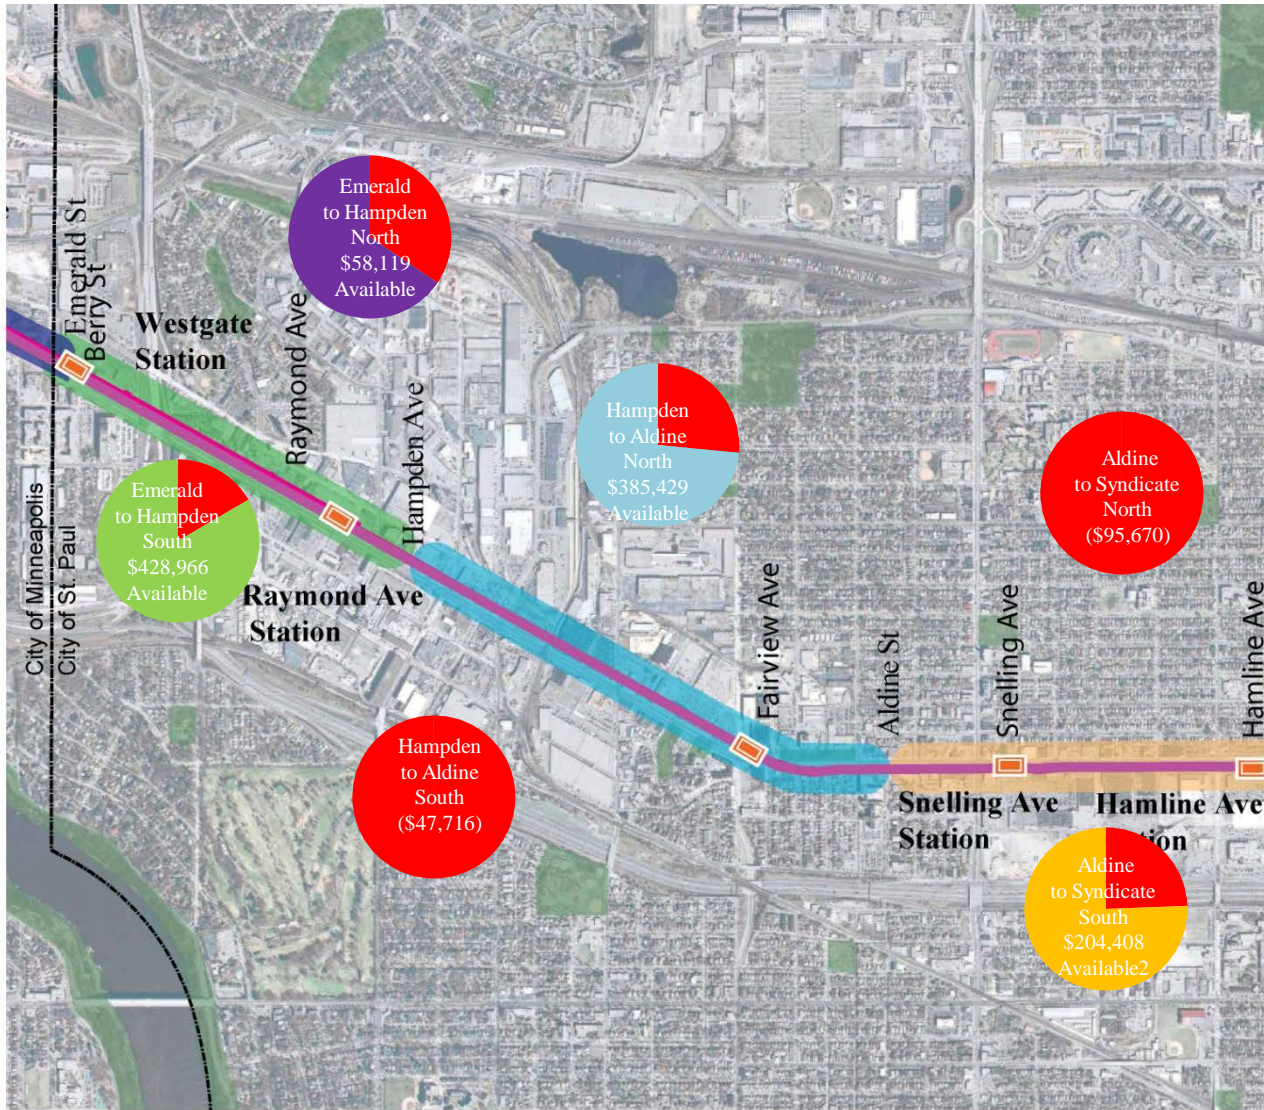 Emerald
to Hampden
North
$58,119
Available
Emerald St
Berry St
Westgate
Station
Raymond Ave
Hampden Ave
Hampden
to Aldine
North
$385,429
Available
Aldine
to Syndicate
North
($95,670)
Emerald
to Hampden
South
$428,966
Available
City of Minneapolis
City of St. Paul
Raymond Ave
Station
Fairview Ave
Aldine St
Snelling Ave
Hamline Ave
Hampden
to Aldine
South
($47,716)
Snelling Ave
Station
Hamline Ave
tion
Aldine
to Syndicate
South
$204,408
Available2